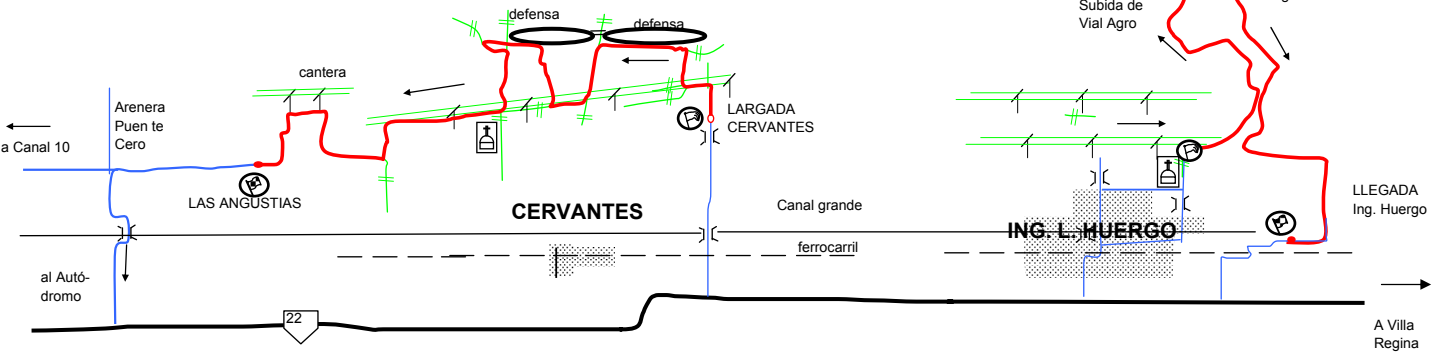 defensa
defensa
Subida de
Vial Agro
cantera
Arenera
Puen te
Cero
a Canal 10
LARGADA
CERVANTES
LAS ANGUSTIAS
CERVANTES
Canal grande
LLEGADA
Ing. Huergo
ING. L. HUERGO
ferrocarril
al Autó-
dromo
22
A Villa
Regina